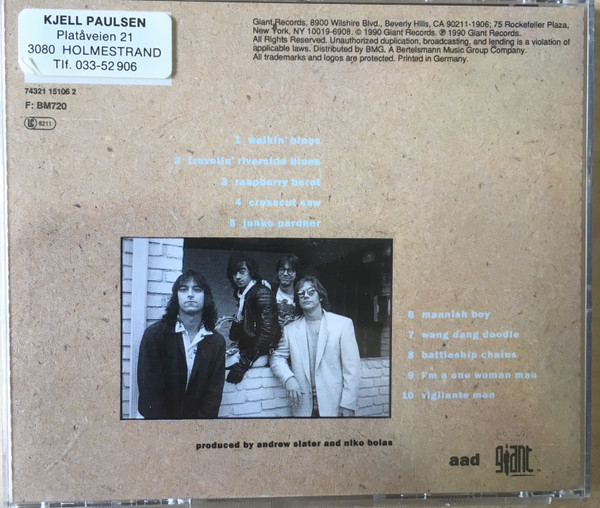 KJELL PAULSEN
Platåveien 21
3080 HOLMESTRAND
Tlf. 033-52 906
Giant Records, 8900 Wilshire Blvd., Beverly Hills, CA 90211-1906; 75 Rockefeller Plaza,
New York, NY 10019-6908. © 1990 Giant Records. ℗ 1990 Giant Records.
All Rights Reserved. Unauthorized duplication, broadcasting, and lending is a violation of
applicable laws. Distributed by BMG. A Bertelsmann Music Group Company.
All trademarks and logos are protected. Printed in Germany.
74321 15106 2
F: BM720
LC 6211
1 walkin' blues
2 travelin' riverside blues
3 raspberry beret
4 crosscut saw
5 junko pardner
6 mannish boy
7 wang dang doodle
8 battleship chains
9 I'm a one woman man
10 vigilante man
produced by andrew slater and niko bolas
aad giant